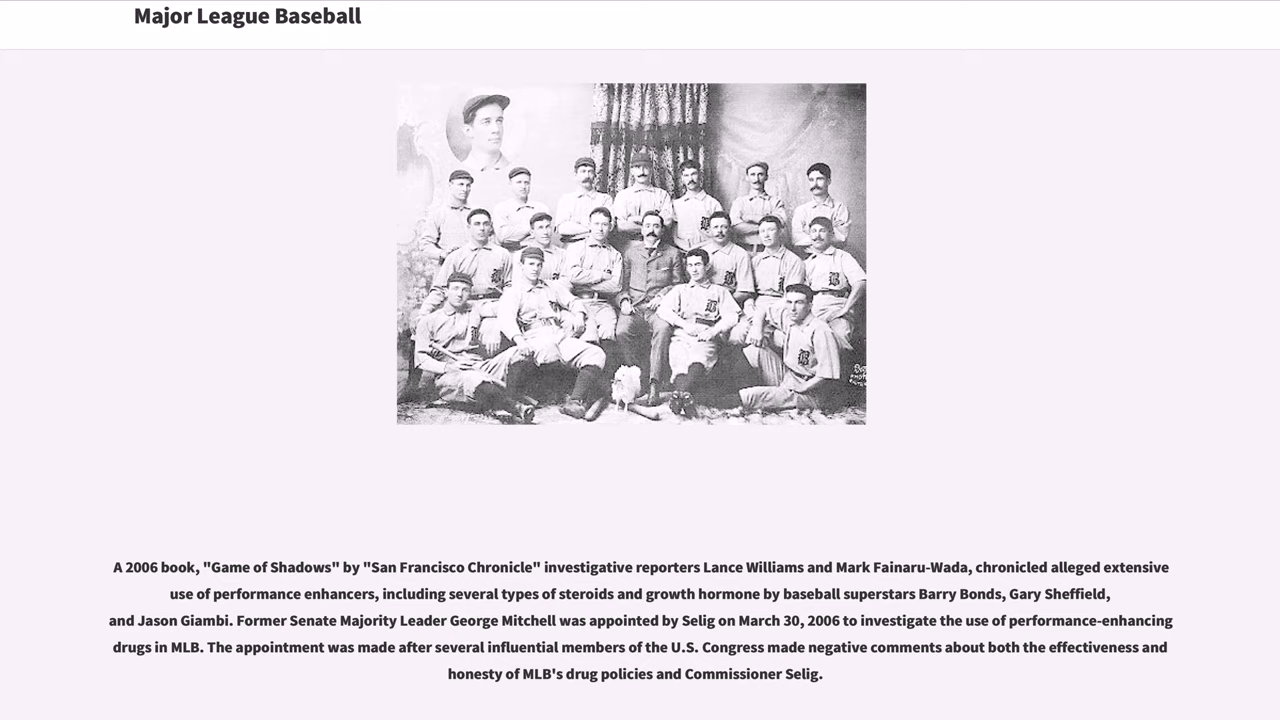 Major League Baseball
A 2006 book, "Game of Shadows" by "San Francisco Chronicle" investigative reporters Lance Williams and Mark Fainaru-Wada, chronicled alleged extensive
use of performance enhancers, including several types of steroids and growth hormone by baseball superstars Barry Bonds, Gary Sheffield,
and Jason Giambi. Former Senate Majority Leader George Mitchell was appointed by Selig on March 30, 2006 to investigate the use of performance-enhancing
drugs in MLB. The appointment was made after several influential members of the U.S. Congress made negative comments about both the effectiveness and
honesty of MLB's drug policies and Commissioner Selig.